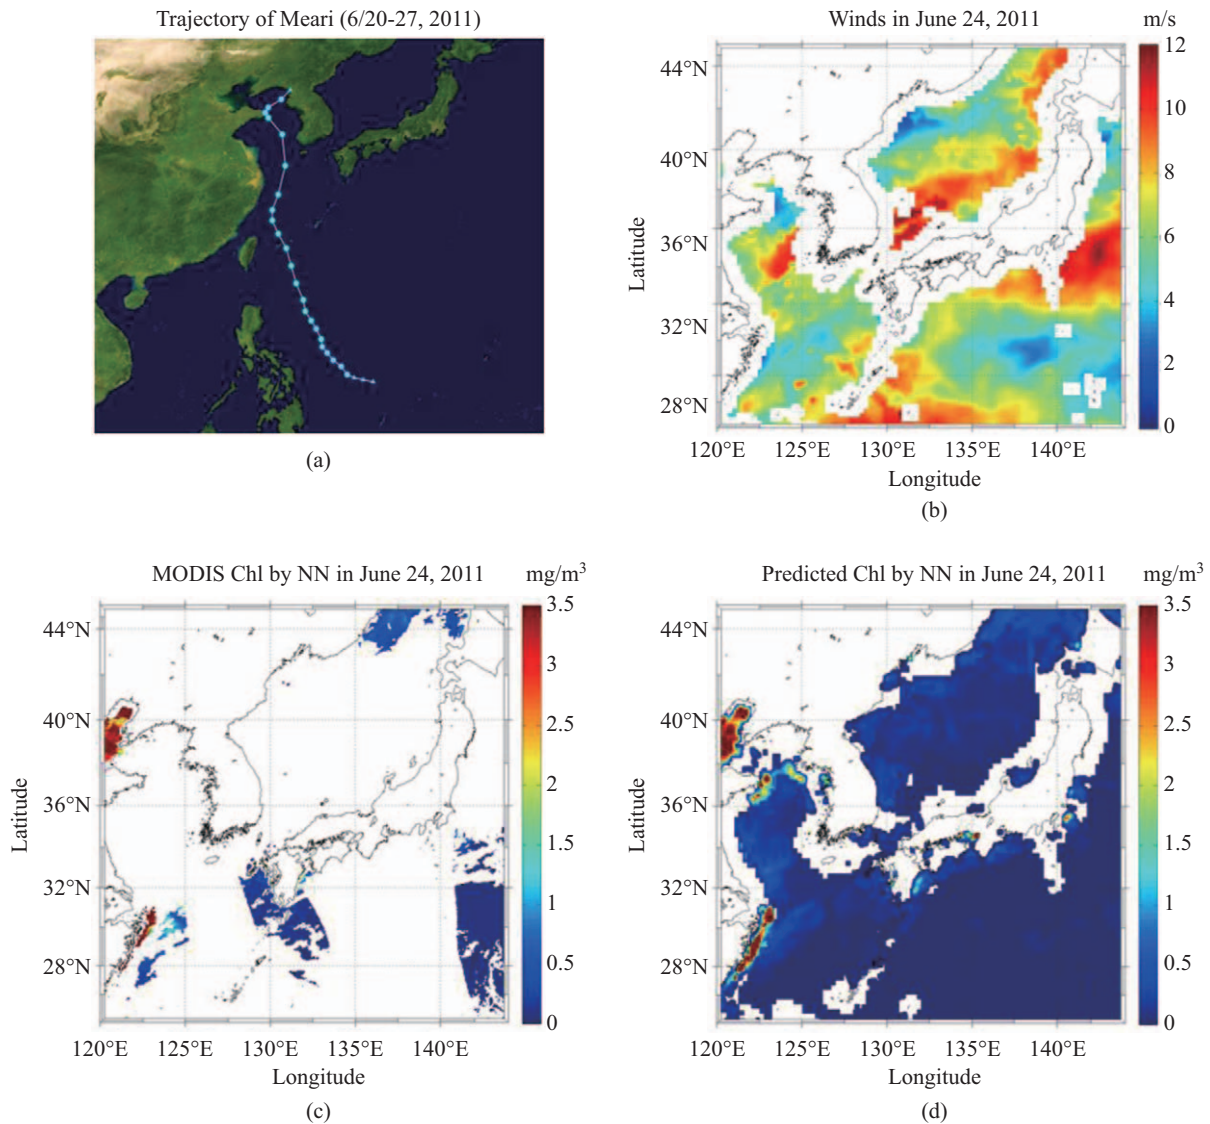 Trajectory of Meari (6/20-27, 2011)
(a)
Winds in June 24, 2011 m/s
12
10
8
6
4
2
0
44°N
40°N
36°N
32°N
28°N
Latitude
120°E 125°E 130°E 135°E 140°E
Longitude
(b)
MODIS Chl by NN in June 24, 2011 mg/m³
3.5
3
2.5
2
1.5
1
0.5
0
44°N
40°N
36°N
32°N
28°N
Latitude
120°E 125°E 130°E 135°E 140°E
Longitude
(c)
Predicted Chl by NN in June 24, 2011 mg/m³
3.5
3
2.5
2
1.5
1
0.5
0
44°N
40°N
36°N
32°N
28°N
Latitude
120°E 125°E 130°E 135°E 140°E
Longitude
(d)